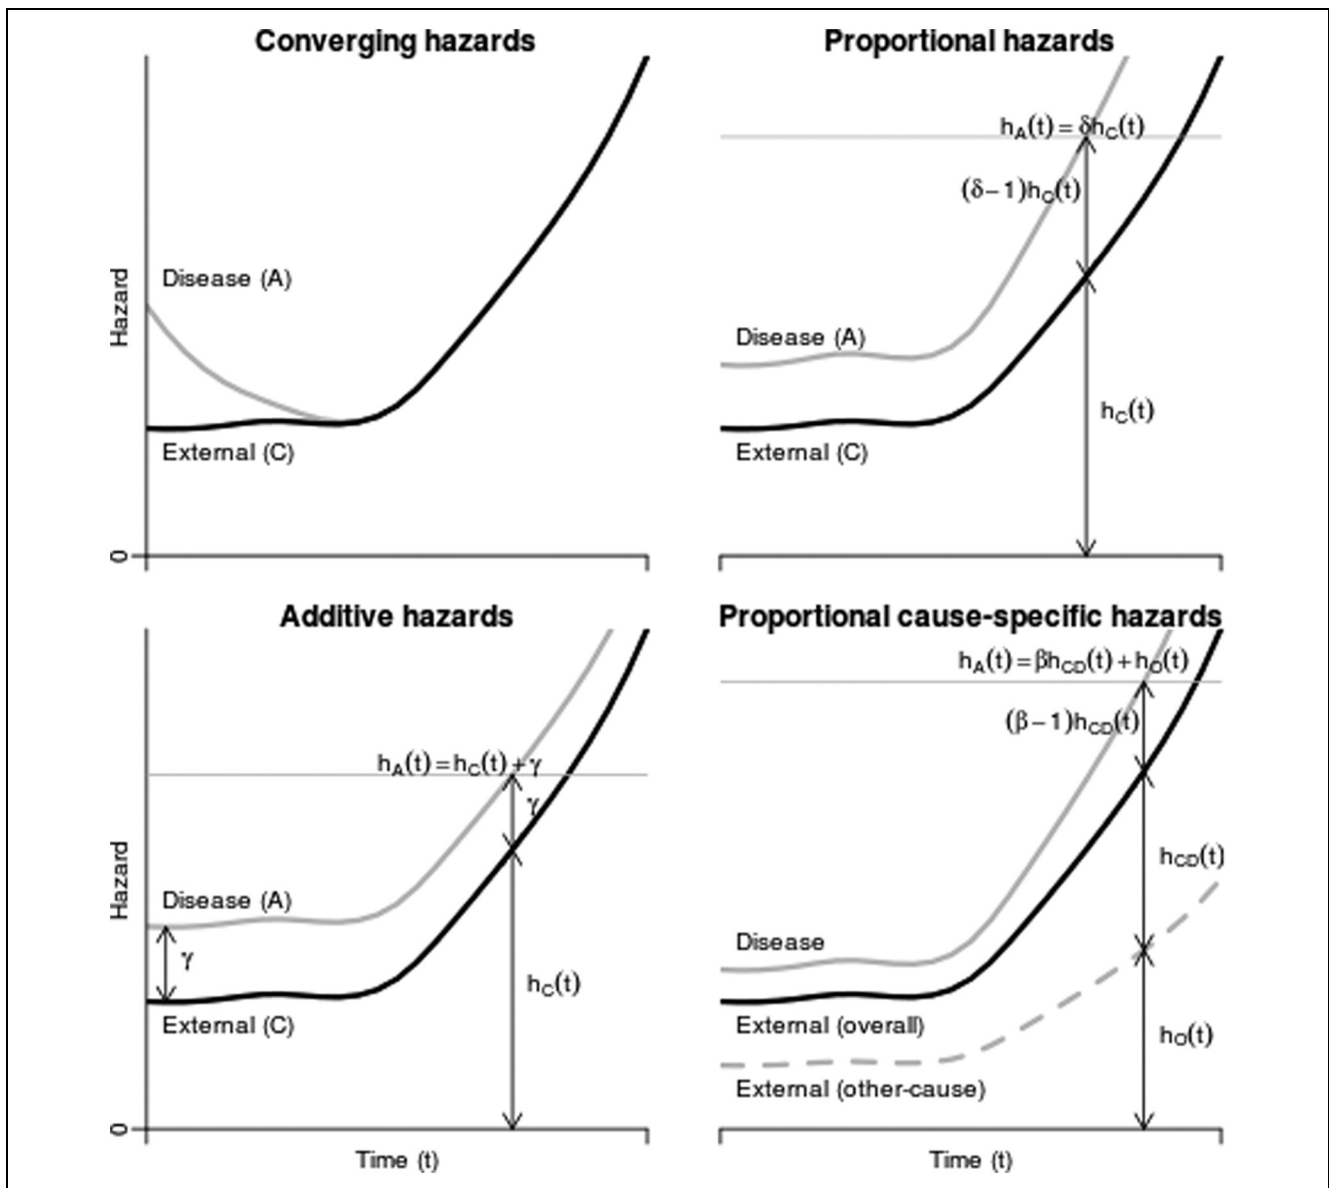 Converging hazards
Hazard
Disease (A)
External (C)
0
Proportional hazards
hA(t) = δhC(t)
(δ−1)hC(t)
Disease (A)
hC(t)
External (C)
Additive hazards
Hazard
hA(t) = hC(t) + γ
γ
Disease (A)
γ
hC(t)
External (C)
0
Time (t)
Proportional cause-specific hazards
hA(t) = βhCD(t) + hO(t)
(β−1)hCD(t)
hCD(t)
Disease
External (overall)
hO(t)
External (other-cause)
Time (t)